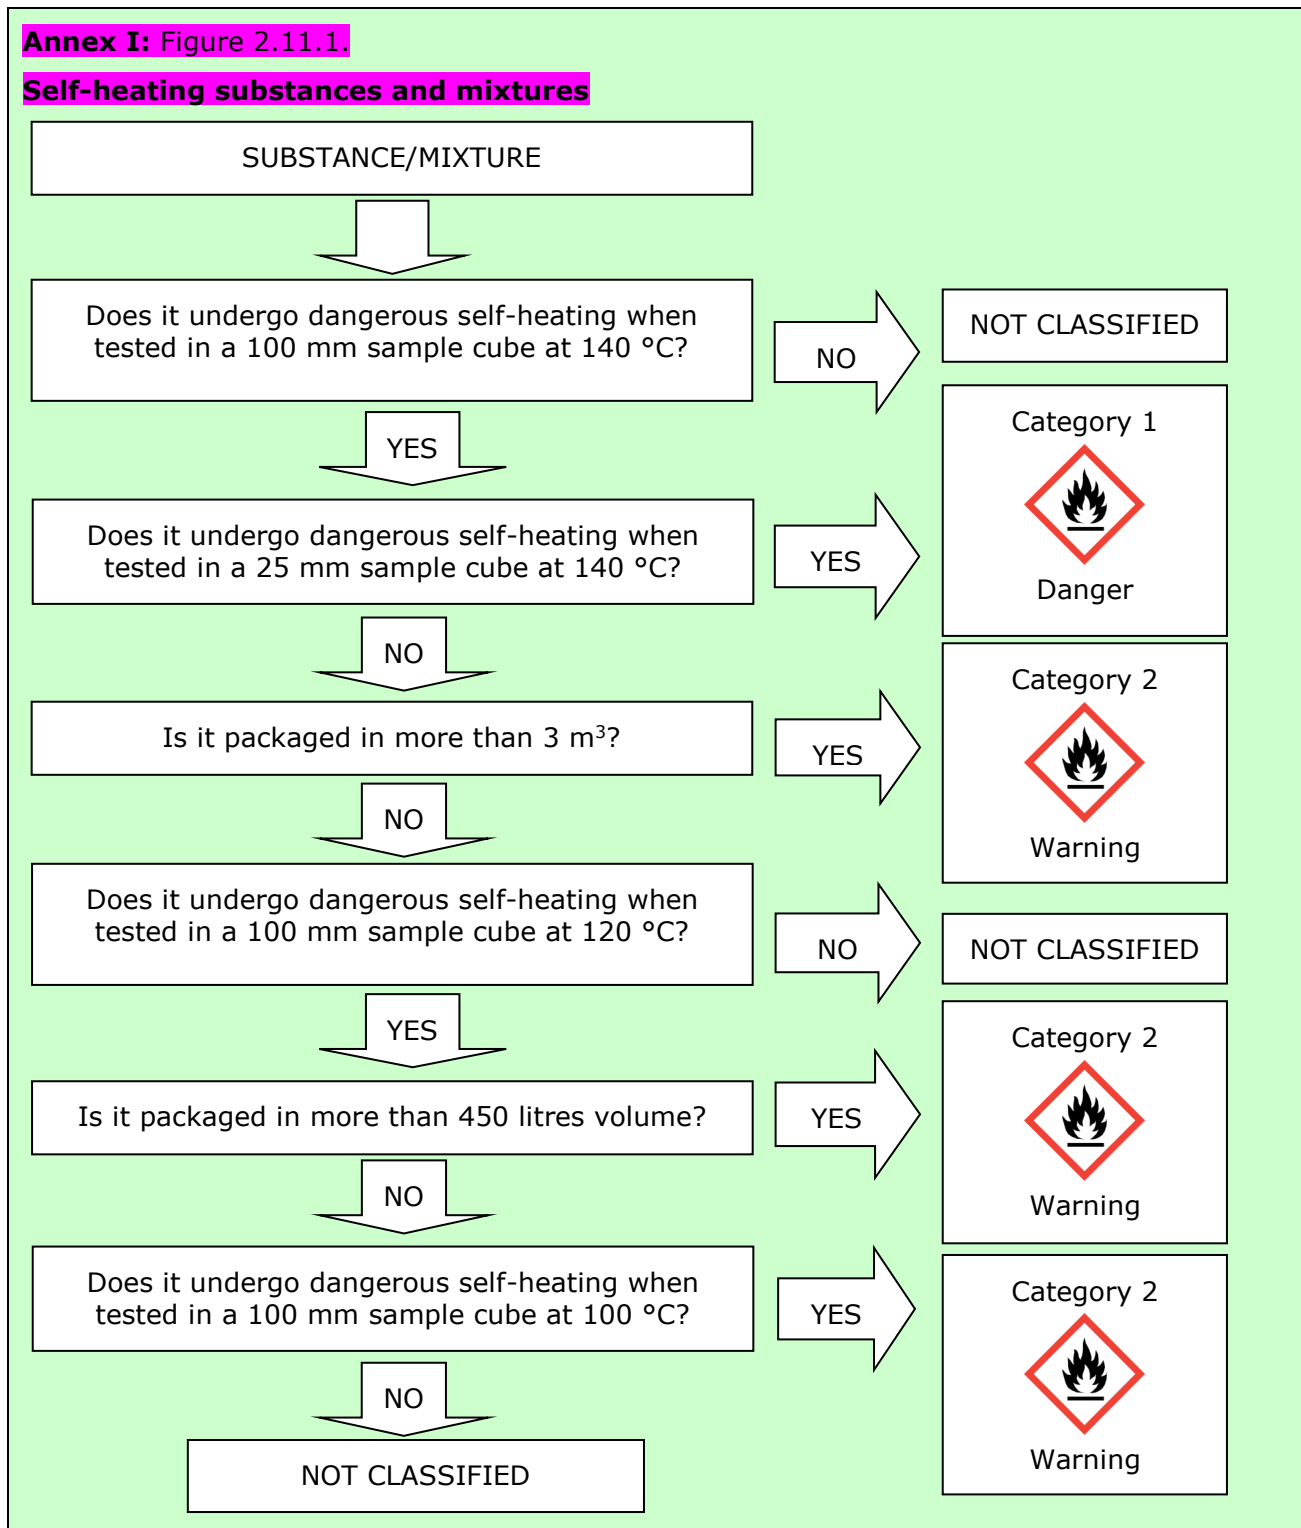 Annex I: Figure 2.11.1.
Self-heating substances and mixtures
SUBSTANCE/MIXTURE
Does it undergo dangerous self-heating when
tested in a 100 mm sample cube at 140 °C?
NO
NOT CLASSIFIED
YES
Does it undergo dangerous self-heating when
tested in a 25 mm sample cube at 140 °C?
YES
Category 1
Danger
NO
Is it packaged in more than 3 m³?
YES
Category 2
Warning
NO
Does it undergo dangerous self-heating when
tested in a 100 mm sample cube at 120 °C?
NO
NOT CLASSIFIED
YES
Is it packaged in more than 450 litres volume?
YES
Category 2
Warning
NO
Does it undergo dangerous self-heating when
tested in a 100 mm sample cube at 100 °C?
YES
Category 2
Warning
NO
NOT CLASSIFIED